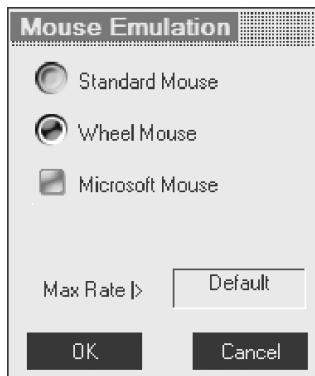 Mouse Emulation
Standard Mouse
Wheel Mouse
Microsoft Mouse
Max Rate |> Default
OK Cancel